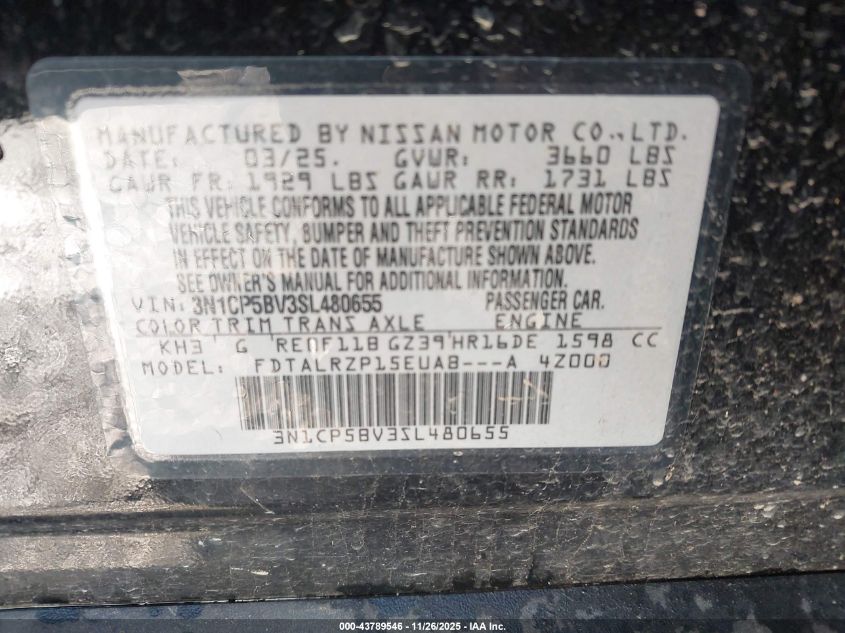 MANUFACTURED BY NISSAN MOTOR CO.,LTD.
DATE: 03/25. GVWR: 3660 LBS
GAWR FR: 1929 LBS GAWR RR: 1731 LBS
THIS VEHICLE CONFORMS TO ALL APPLICABLE FEDERAL MOTOR
VEHICLE SAFETY, BUMPER AND THEFT PREVENTION STANDARDS
IN EFFECT ON THE DATE OF MANUFACTURE SHOWN ABOVE.
SEE OWNER'S MANUAL FOR ADDITIONAL INFORMATION.
VIN: 3N1CP5BV3SL480655 PASSENGER CAR.
COLOR TRIM TRANS AXLE ENGINE
KH3 G RE0F11B GZ39 HR16DE 1598 CC
MODEL: FDTALRZP15EUAB---A 4Z000
3N1CP5BV3SL480655
000-43789546 - 11/26/2025 - IAA Inc.